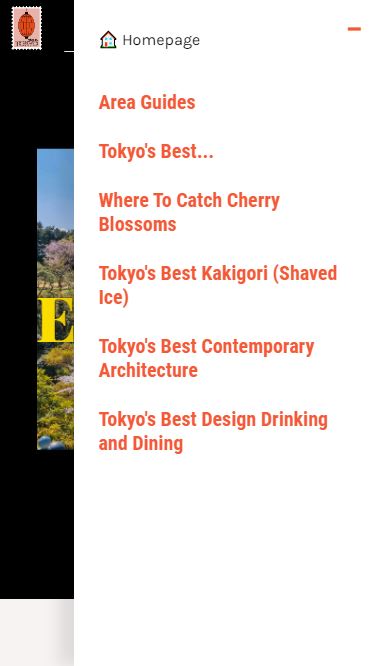 🏠 Homepage
Area Guides
Tokyo's Best...
Where To Catch Cherry
Blossoms
Tokyo's Best Kakigori (Shaved
Ice)
Tokyo's Best Contemporary
Architecture
Tokyo's Best Design Drinking
and Dining
E